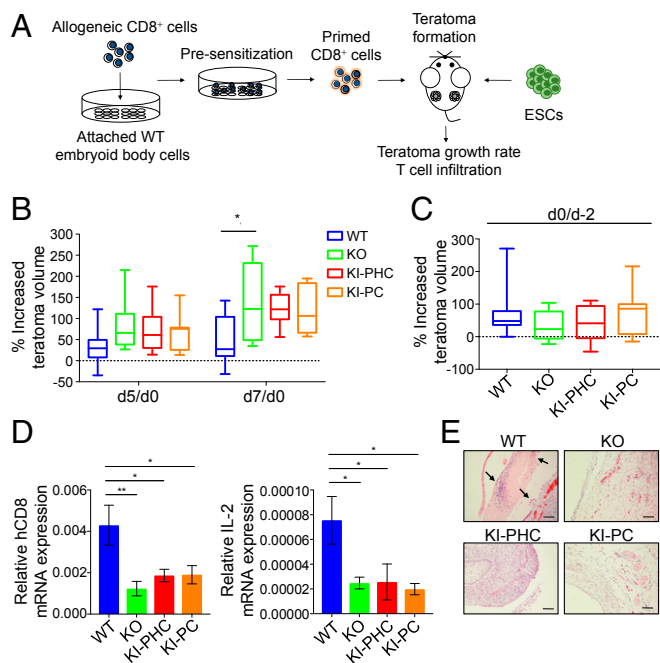 A
Allogeneic CD8⁺ cells
Pre-sensitization
Primed
CD8⁺ cells
Teratoma
formation
Attached WT
embryoid body cells
ESCs
Teratoma growth rate
T cell infiltration
B
% Increased
teratoma volume
300
250
200
150
100
50
0
-50
*
d5/d0
d7/d0
WT
KO
KI-PHC
KI-PC
C
d0/d-2
% Increased
teratoma volume
300
200
100
0
-100
WT
KO
KI-PHC
KI-PC
D
Relative hCD8
mRNA expression
0.006
0.004
0.002
0.000
*
*
**
WT
KO
KI-PHC
KI-PC
Relative IL-2
mRNA expression
0.00010
0.00008
0.00006
0.00004
0.00002
0.00000
*
*
*
WT
KO
KI-PHC
KI-PC
E
WT
KO
KI-PHC
KI-PC